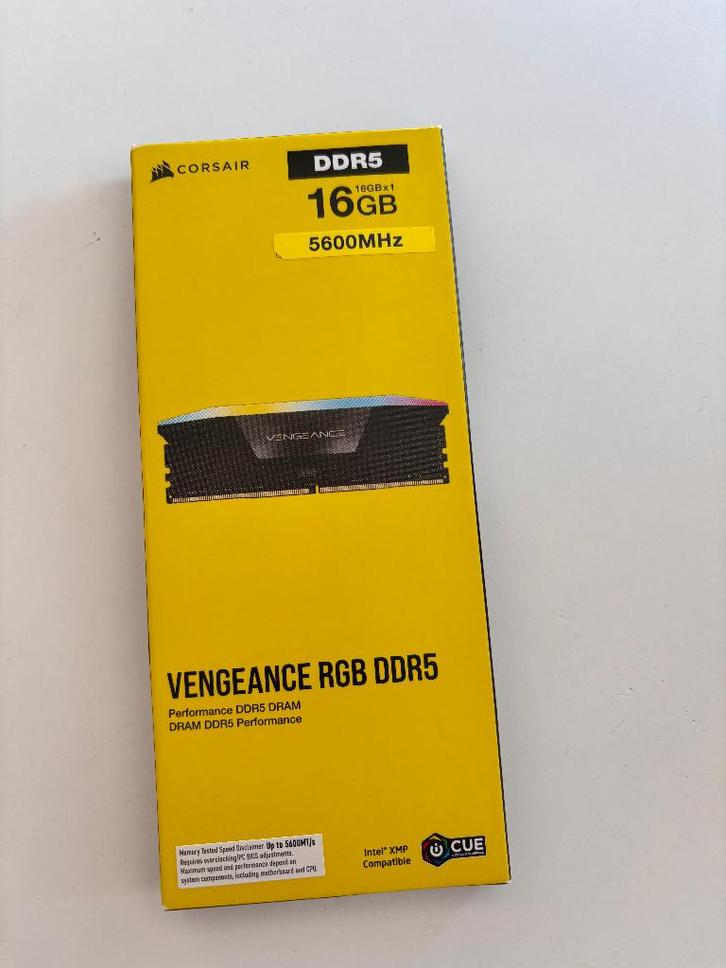 CORSAIR
DDR5
16GBx1
16GB
5600MHz
VENGEANCE
VENGEANCE RGB DDR5
Performance DDR5 DRAM
DRAM DDR5 Performance
Memory Tested Speed Disclaimer Up to 5600MT/s
Requires overclocking/PC BIOS adjustments.
Maximum speed and performance depend on
system components, including motherboard and CPU.
Intel® XMP
Compatible
CUE